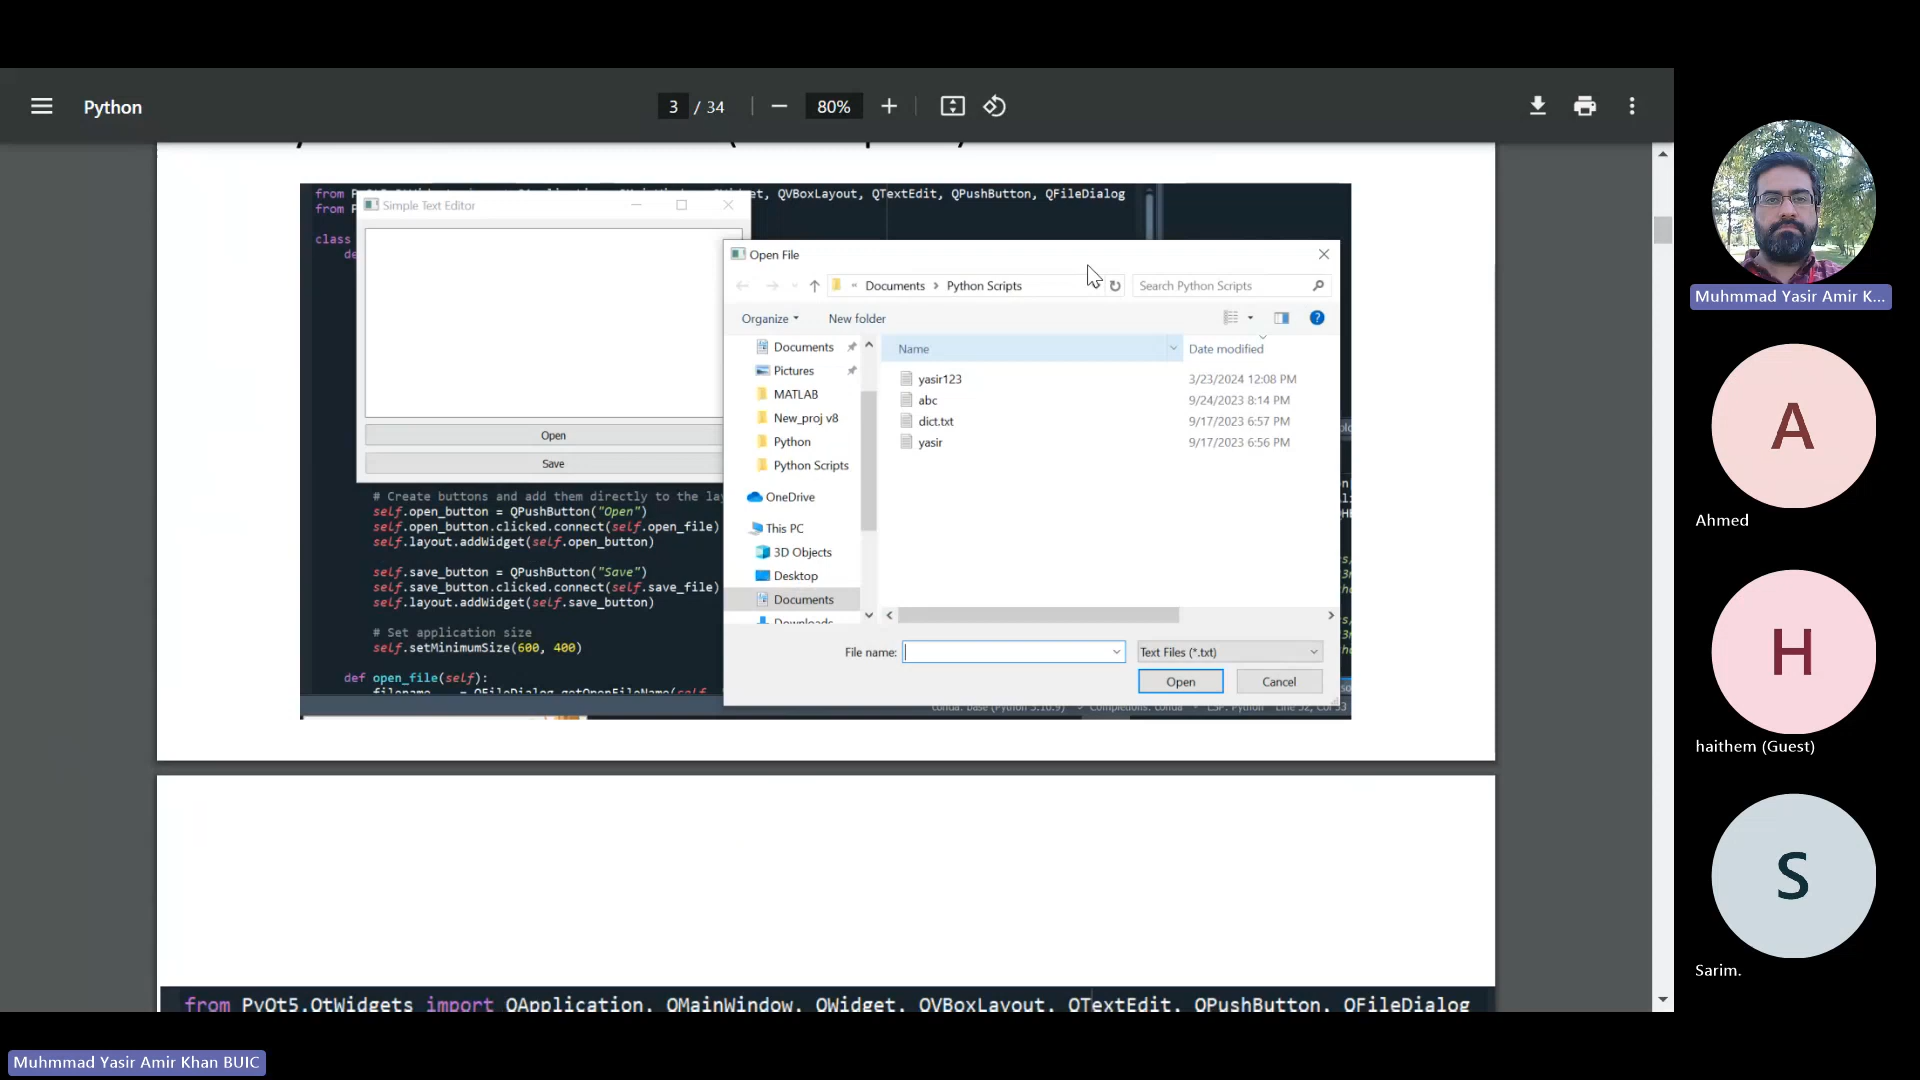 Python
3 / 34
80%
from P et, QVBoxLayout, QTextEdit, QPushButton, QFileDialog
from P
Simple Text Editor
class
de
Open
Save
# Create buttons and add them directly to the la
self.open_button = QPushButton("Open")
self.open_button.clicked.connect(self.open_file)
self.layout.addWidget(self.open_button)
self.save_button = QPushButton("Save")
self.save_button.clicked.connect(self.save_file)
self.layout.addWidget(self.save_button)
# Set application size
self.setMinimumSize(600, 400)
def open_file(self):
Open File
« Documents > Python Scripts
Search Python Scripts
Organize
New folder
Documents
Pictures
MATLAB
New_proj v8
Python
Python Scripts
OneDrive
This PC
3D Objects
Desktop
Documents
Downloads
Name Date modified
yasir123 3/23/2024 12:08 PM
abc 9/24/2023 8:14 PM
dict.txt 9/17/2023 6:57 PM
yasir 9/17/2023 6:56 PM
File name:
Text Files (*.txt)
Open
Cancel
from PyQt5.QtWidgets import QApplication, QMainWindow, QWidget, QVBoxLayout, QTextEdit, QPushButton, QFileDialog
Muhmmad Yasir Amir K...
A
Ahmed
H
haithem (Guest)
S
Sarim.
Muhmmad Yasir Amir Khan BUIC